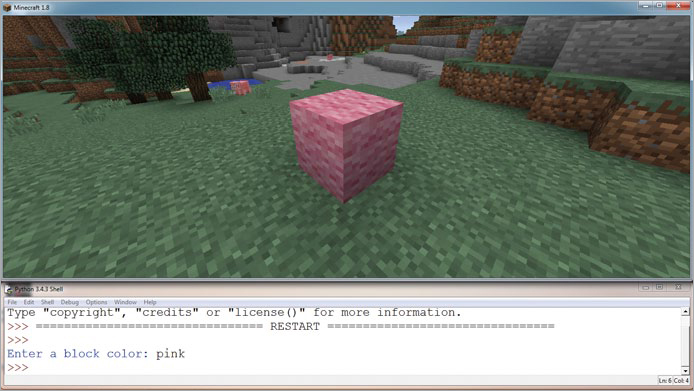 Minecraft 1.8
Python 3.4.3 Shell
File Edit Shell Debug Options Window Help
Type "copyright", "credits" or "license()" for more information.
>>> ================================ RESTART ================================
>>>
Enter a block color: pink
>>>
Ln: 6 Col: 4